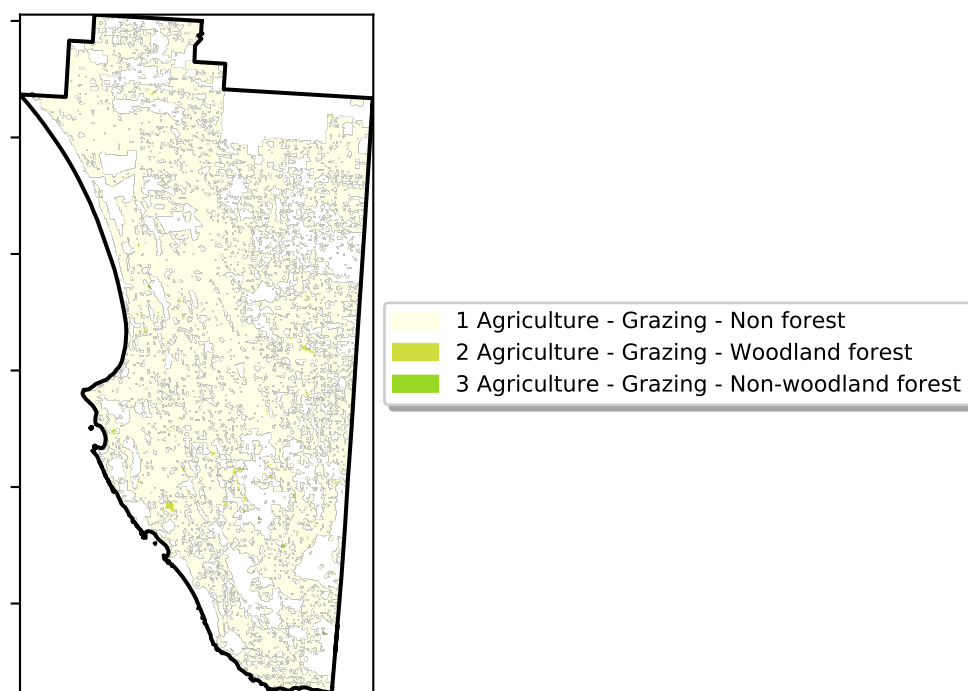 1 Agriculture - Grazing - Non forest
2 Agriculture - Grazing - Woodland forest
3 Agriculture - Grazing - Non-woodland forest